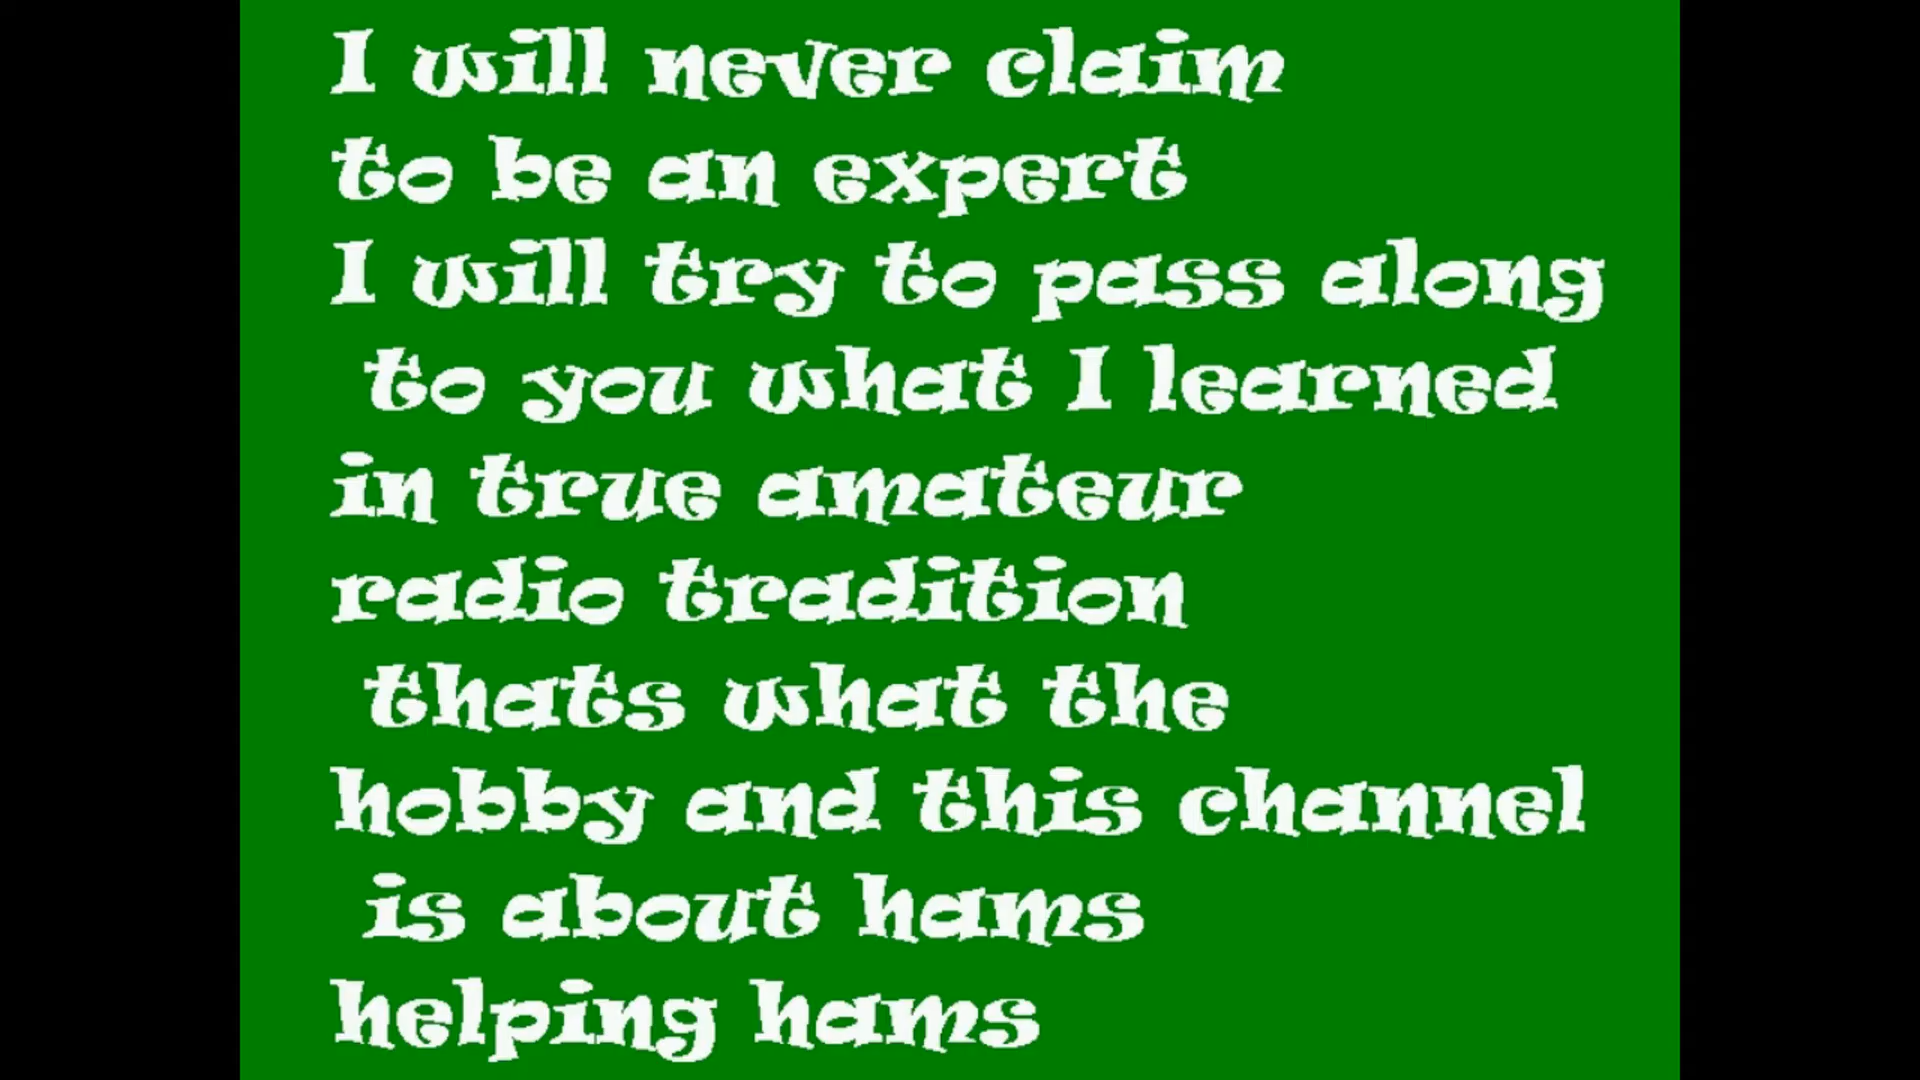 I will never claim
to be an expert
I will try to pass along
to you what I learned
in true amateur
radio tradition
thats what the
hobby and this channel
is about hams
helping hams